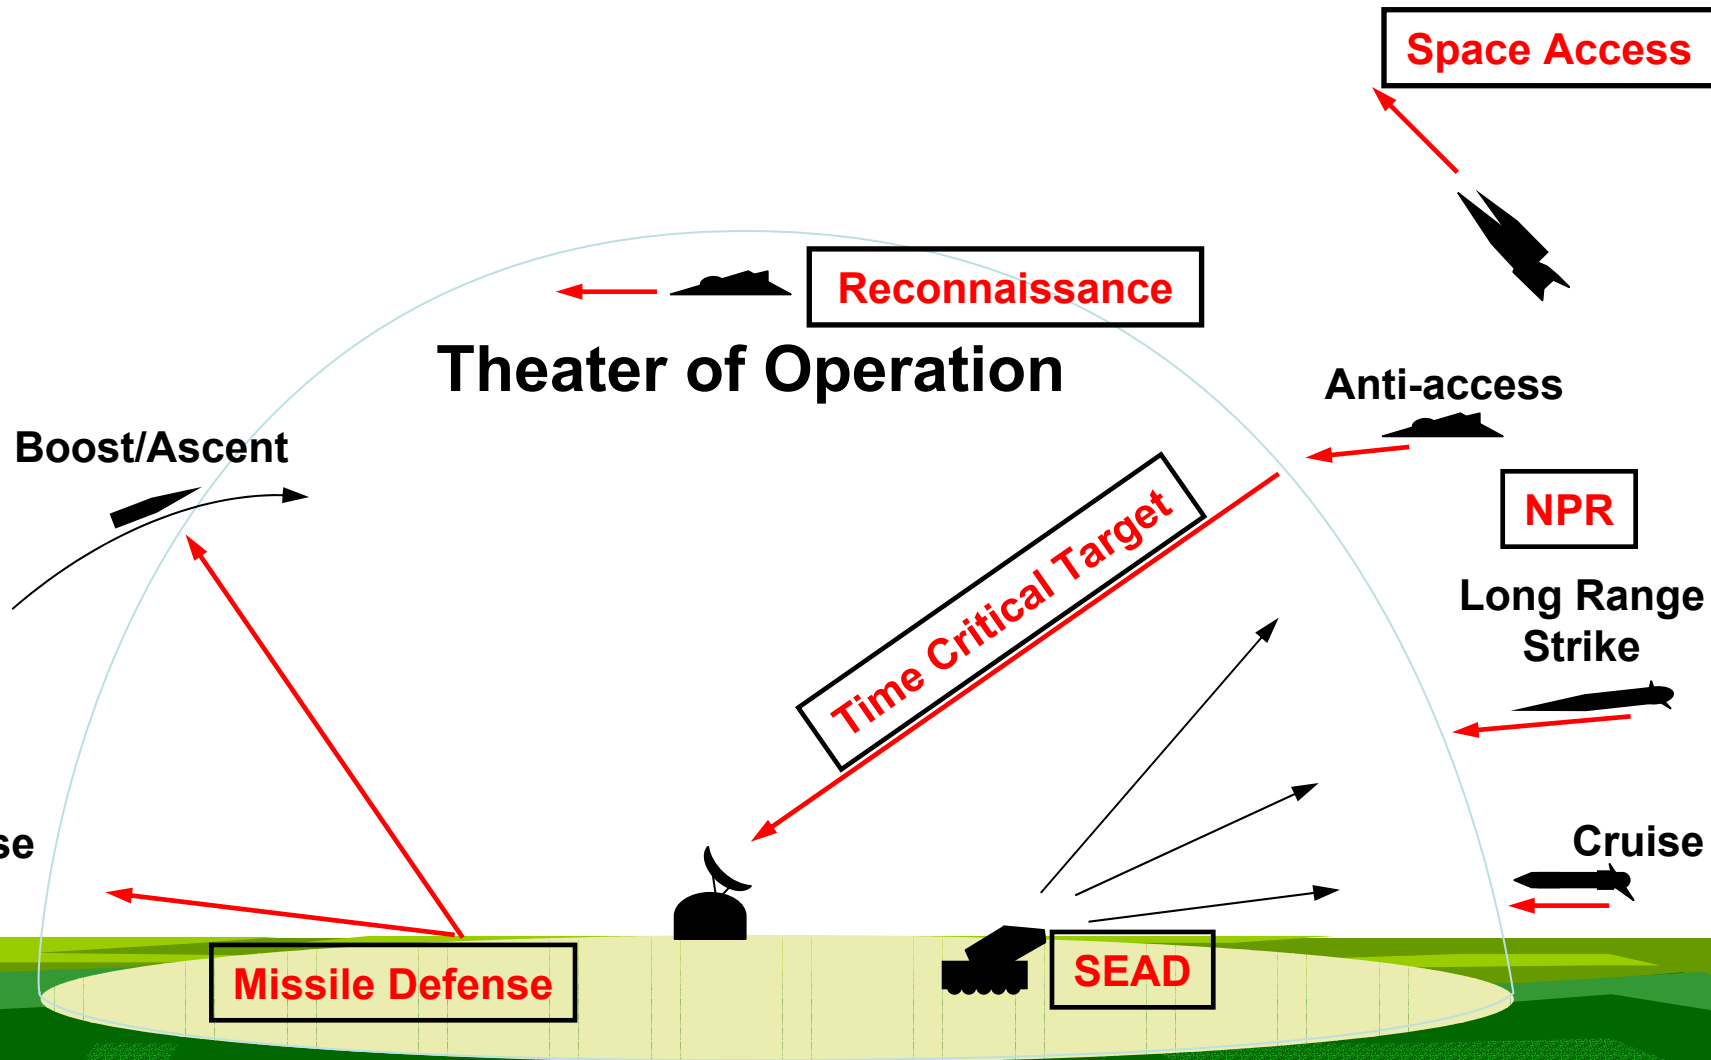 Space Access
Reconnaissance
Theater of Operation
Anti-access
Boost/Ascent
NPR
Time Critical Target
Long Range
Strike
se
Cruise
Missile Defense
SEAD